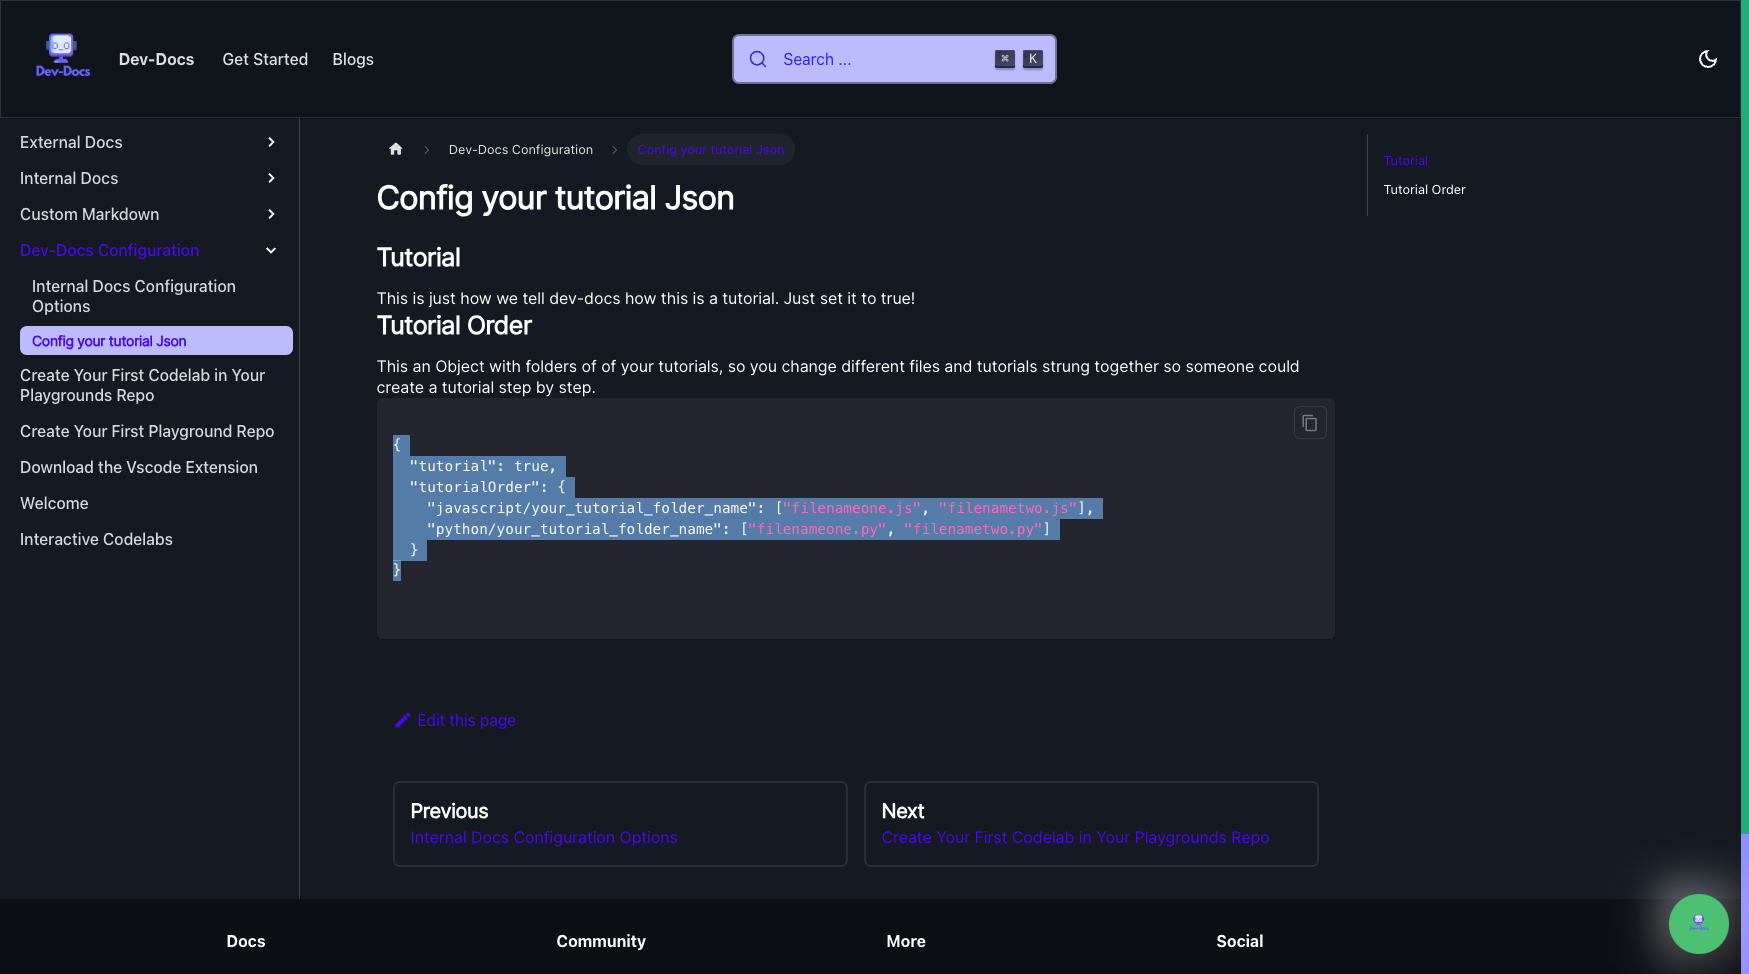 Dev-Docs
Dev-Docs
Get Started
Blogs
Search ...
⌘ K
External Docs
Internal Docs
Custom Markdown
Dev-Docs Configuration
Internal Docs Configuration
Options
Config your tutorial Json
Create Your First Codelab in Your
Playgrounds Repo
Create Your First Playground Repo
Download the Vscode Extension
Welcome
Interactive Codelabs
Dev-Docs Configuration
Config your tutorial Json
Config your tutorial Json
Tutorial
This is just how we tell dev-docs how this is a tutorial. Just set it to true!
Tutorial Order
This an Object with folders of of your tutorials, so you change different files and tutorials strung together so someone could
create a tutorial step by step.
{
  "tutorial": true,
  "tutorialOrder": {
    "javascript/your_tutorial_folder_name": ["filenameone.js", "filenametwo.js"],
    "python/your_tutorial_folder_name": ["filenameone.py", "filenametwo.py"]
  }
}
Edit this page
Previous
Internal Docs Configuration Options
Next
Create Your First Codelab in Your Playgrounds Repo
Tutorial
Tutorial Order
Docs
Community
More
Social